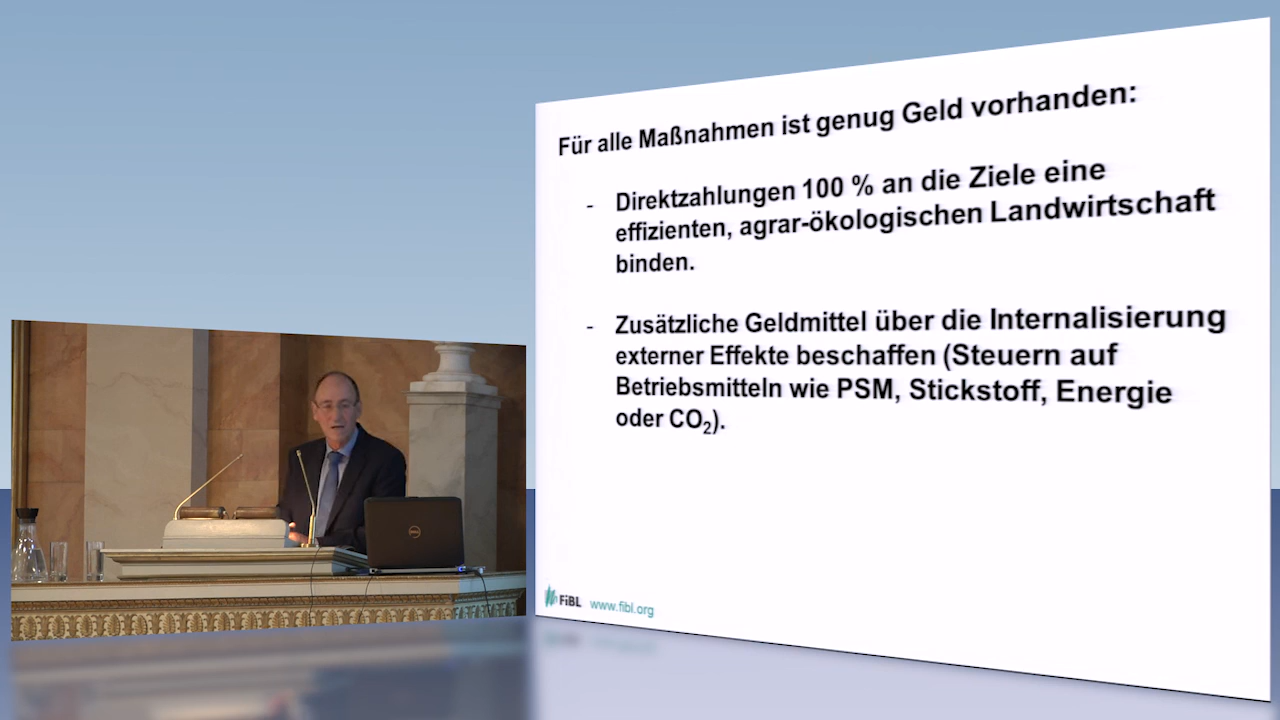 Für alle Maßnahmen ist genug Geld vorhanden:
- Direktzahlungen 100 % an die Ziele eine
effizienten, agrar-ökologischen Landwirtschaft
binden.
- Zusätzliche Geldmittel über die Internalisierung
externer Effekte beschaffen (Steuern auf
Betriebsmitteln wie PSM, Stickstoff, Energie
oder CO₂).
FiBL www.fibl.org
DELL